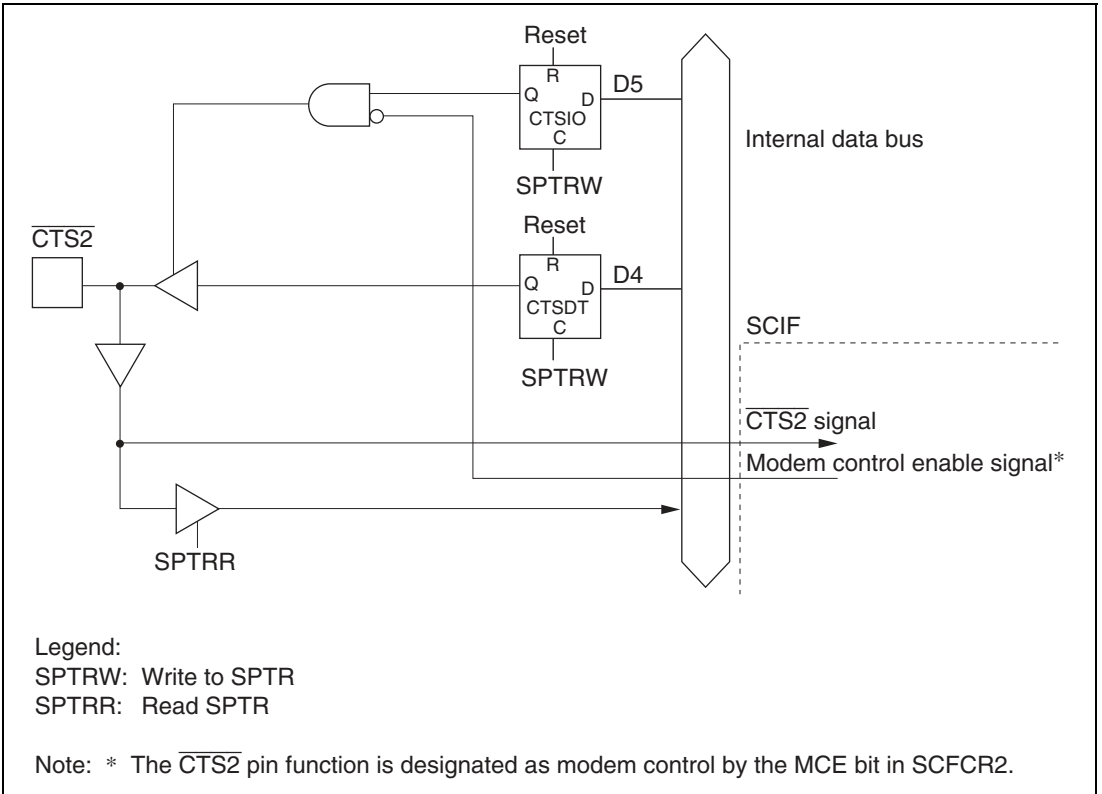 Reset
R
Q
D
CTSIO
C
D5
SPTRW
Internal data bus
Reset
R
Q
D
CTSDT
C
D4
SPTRW
CTS2
SCIF
CTS2 signal
Modem control enable signal*
SPTRR
Legend:
SPTRW: Write to SPTR
SPTRR: Read SPTR
Note: * The CTS2 pin function is designated as modem control by the MCE bit in SCFCR2.